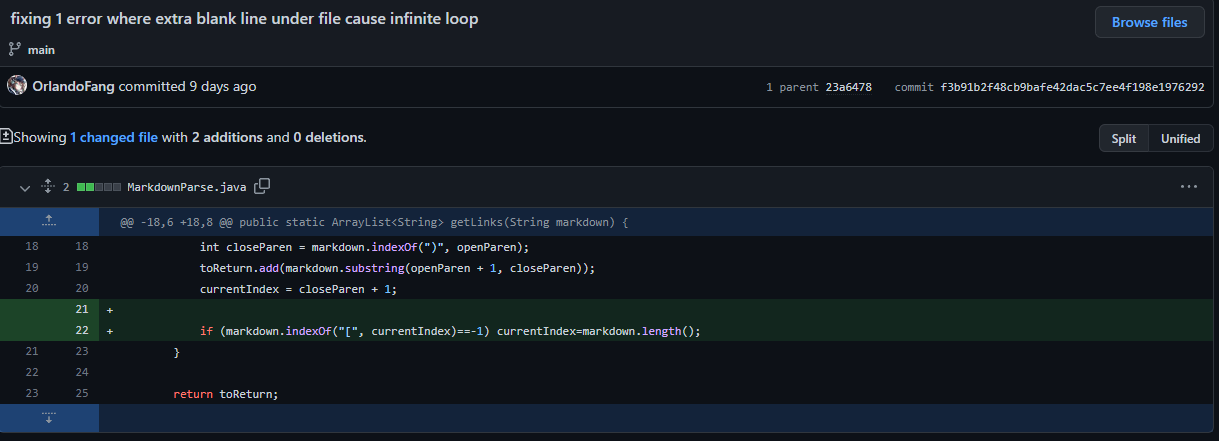 fixing 1 error where extra blank line under file cause infinite loop
Browse files
main
OrlandoFang committed 9 days ago
1 parent 23a6478 commit f3b91b2f48cb9bafe42dac5c7ee4f198e1976292
Showing 1 changed file with 2 additions and 0 deletions.
Split Unified
2 MarkdownParse.java
@@ -18,6 +18,8 @@ public static ArrayList<String> getLinks(String markdown) {
18 18 int closeParen = markdown.indexOf(")", openParen);
19 19 toReturn.add(markdown.substring(openParen + 1, closeParen));
20 20 currentIndex = closeParen + 1;
21 +
22 + if (markdown.indexOf("[", currentIndex)==-1) currentIndex=markdown.length();
21 23 }
22 24
23 25 return toReturn;